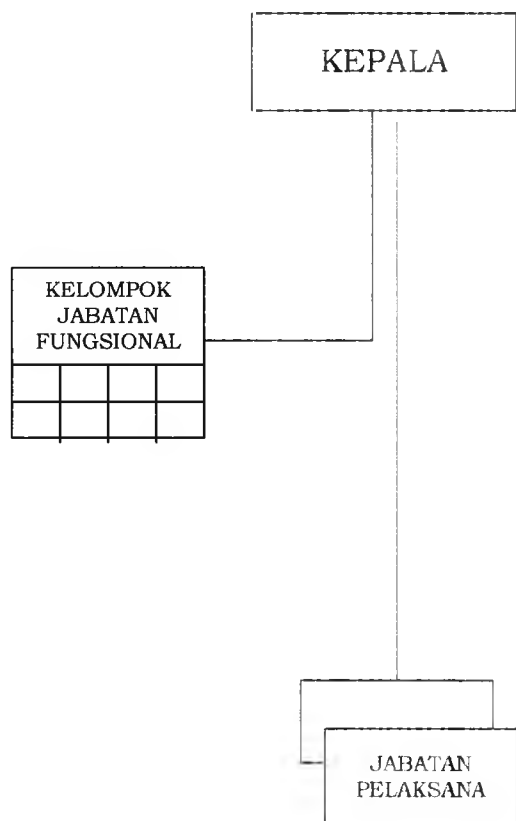 KEPALA
KELOMPOK
JABATAN
FUNGSIONAL
JABATAN
PELAKSANA